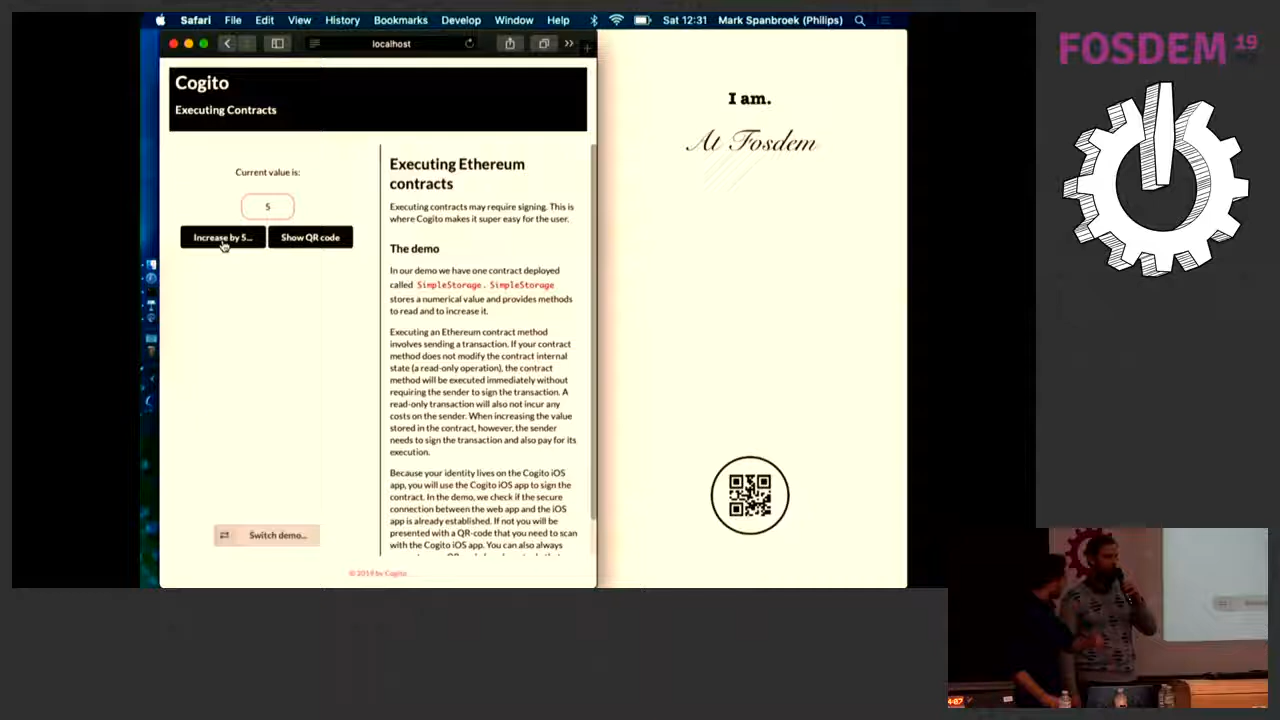 Safari File Edit View History Bookmarks Develop Window Help Sat 12:31 Mark Spanbroek (Philips)
localhost
Cogito
Executing Contracts
Current value is:
5
Increase by 5...
Show QR code
Switch demo...
Executing Ethereum
contracts
Executing contracts may require signing. This is
where Cogito makes it super easy for the user.
The demo
In our demo we have one contract deployed
called SimpleStorage. SimpleStorage
stores a numerical value and provides methods
to read and to increase it.
Executing an Ethereum contract method
involves sending a transaction. If your contract
method does not modify the contract internal
state (a read-only operation), the contract
method will be executed immediately without
requiring the sender to sign the transaction. A
read-only transaction will also not incur any
costs on the sender. When increasing the value
stored in the contract, however, the sender
needs to sign the transaction and also pay for its
execution.
Because your identity lives on the Cogito iOS
app, you will use the Cogito iOS app to sign the
contract. In the demo, we check if the secure
connection between the web app and the iOS
app is already established. If not you will be
presented with a QR-code that you need to scan
with the Cogito iOS app. You can also always
© 2019 by Cogito
I am.
At Fosdem
FOSDEM 19